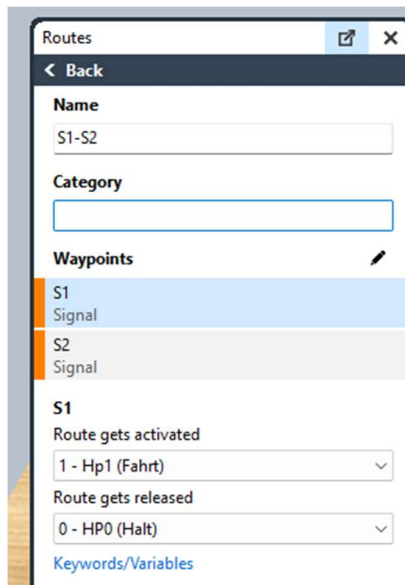 Routes
Back
Name
S1-S2
Category
Waypoints
S1
Signal
S2
Signal
S1
Route gets activated
1 - Hp1 (Fahrt)
Route gets released
0 - HP0 (Halt)
Keywords/Variables